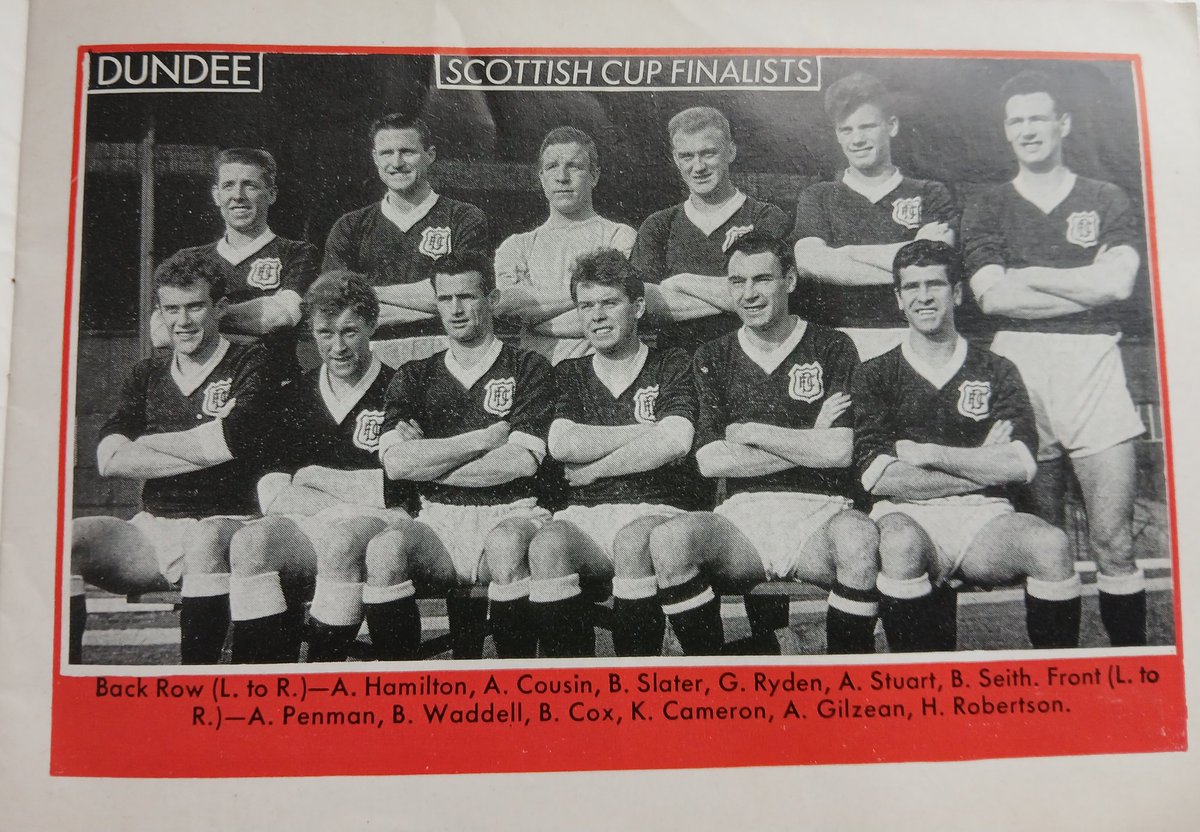 DUNDEE
SCOTTISH CUP FINALISTS
Back Row (L. to R.)—A. Hamilton, A. Cousin, B. Slater, G. Ryden, A. Stuart, B. Seith. Front (L. to
R.)—A. Penman, B. Waddell, B. Cox, K. Cameron, A. Gilzean, H. Robertson.